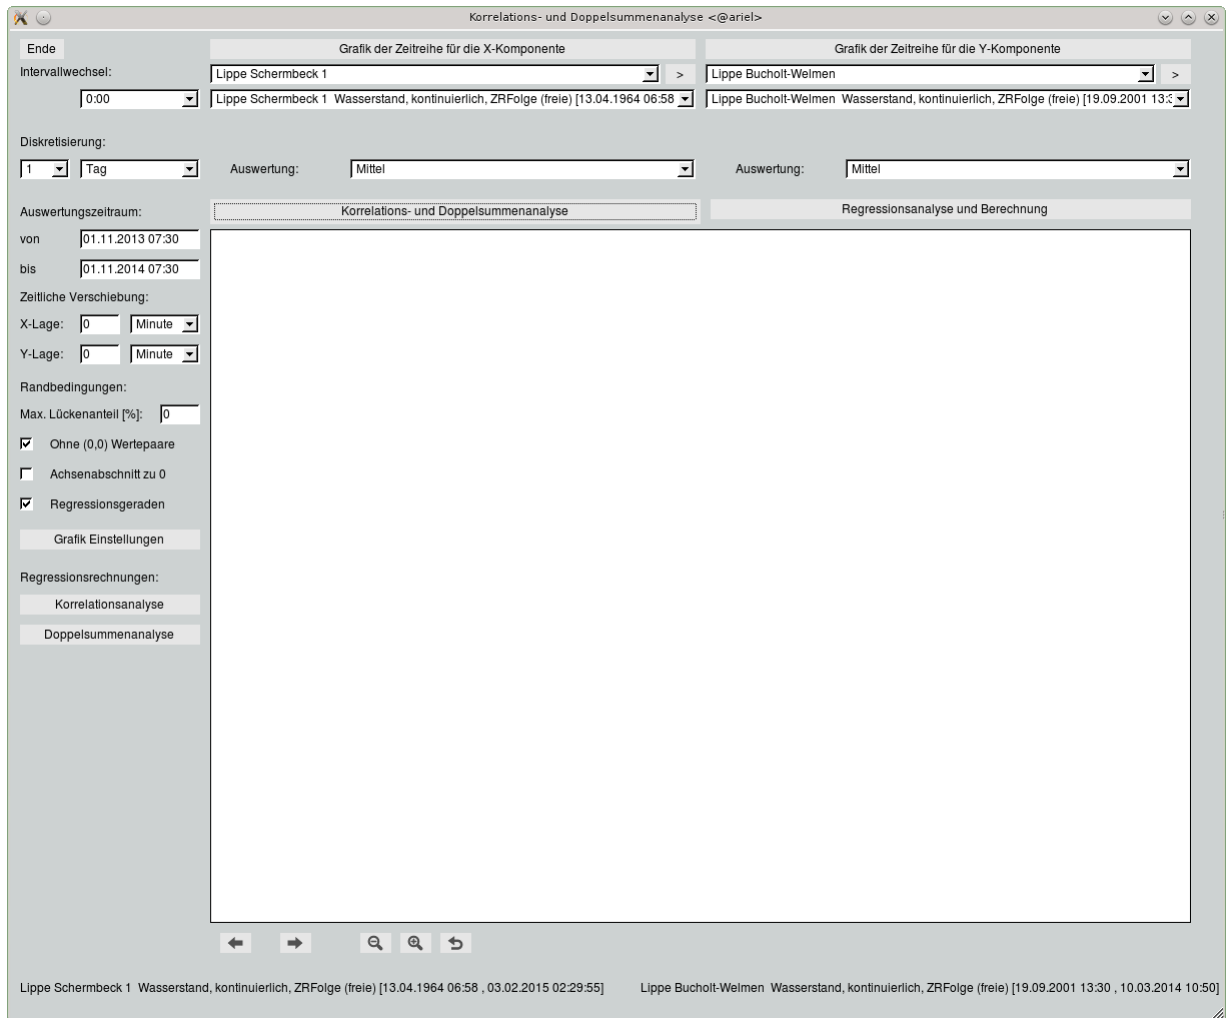 Korrelations- und Doppelsummenanalyse <@ariel>
Ende
Grafik der Zeitreihe für die X-Komponente
Grafik der Zeitreihe für die Y-Komponente
Intervallwechsel:
Lippe Schermbeck 1
>
Lippe Bucholt-Welmen
>
0:00
Lippe Schermbeck 1 Wasserstand, kontinuierlich, ZRFolge (freie) [13.04.1964 06:58
Lippe Bucholt-Welmen Wasserstand, kontinuierlich, ZRFolge (freie) [19.09.2001 13:3
Diskretisierung:
1
Tag
Auswertung:
Mittel
Auswertung:
Mittel
Auswertungszeitraum:
Korrelations- und Doppelsummenanalyse
Regressionsanalyse und Berechnung
von
01.11.2013 07:30
bis
01.11.2014 07:30
Zeitliche Verschiebung:
X-Lage:
0
Minute
Y-Lage:
0
Minute
Randbedingungen:
Max. Lückenanteil [%]:
0
Ohne (0,0) Wertepaare
Achsenabschnitt zu 0
Regressionsgeraden
Grafik Einstellungen
Regressionsrechnungen:
Korrelationsanalyse
Doppelsummenanalyse
Lippe Schermbeck 1 Wasserstand, kontinuierlich, ZRFolge (freie) [13.04.1964 06:58 , 03.02.2015 02:29:55]
Lippe Bucholt-Welmen Wasserstand, kontinuierlich, ZRFolge (freie) [19.09.2001 13:30 , 10.03.2014 10:50]